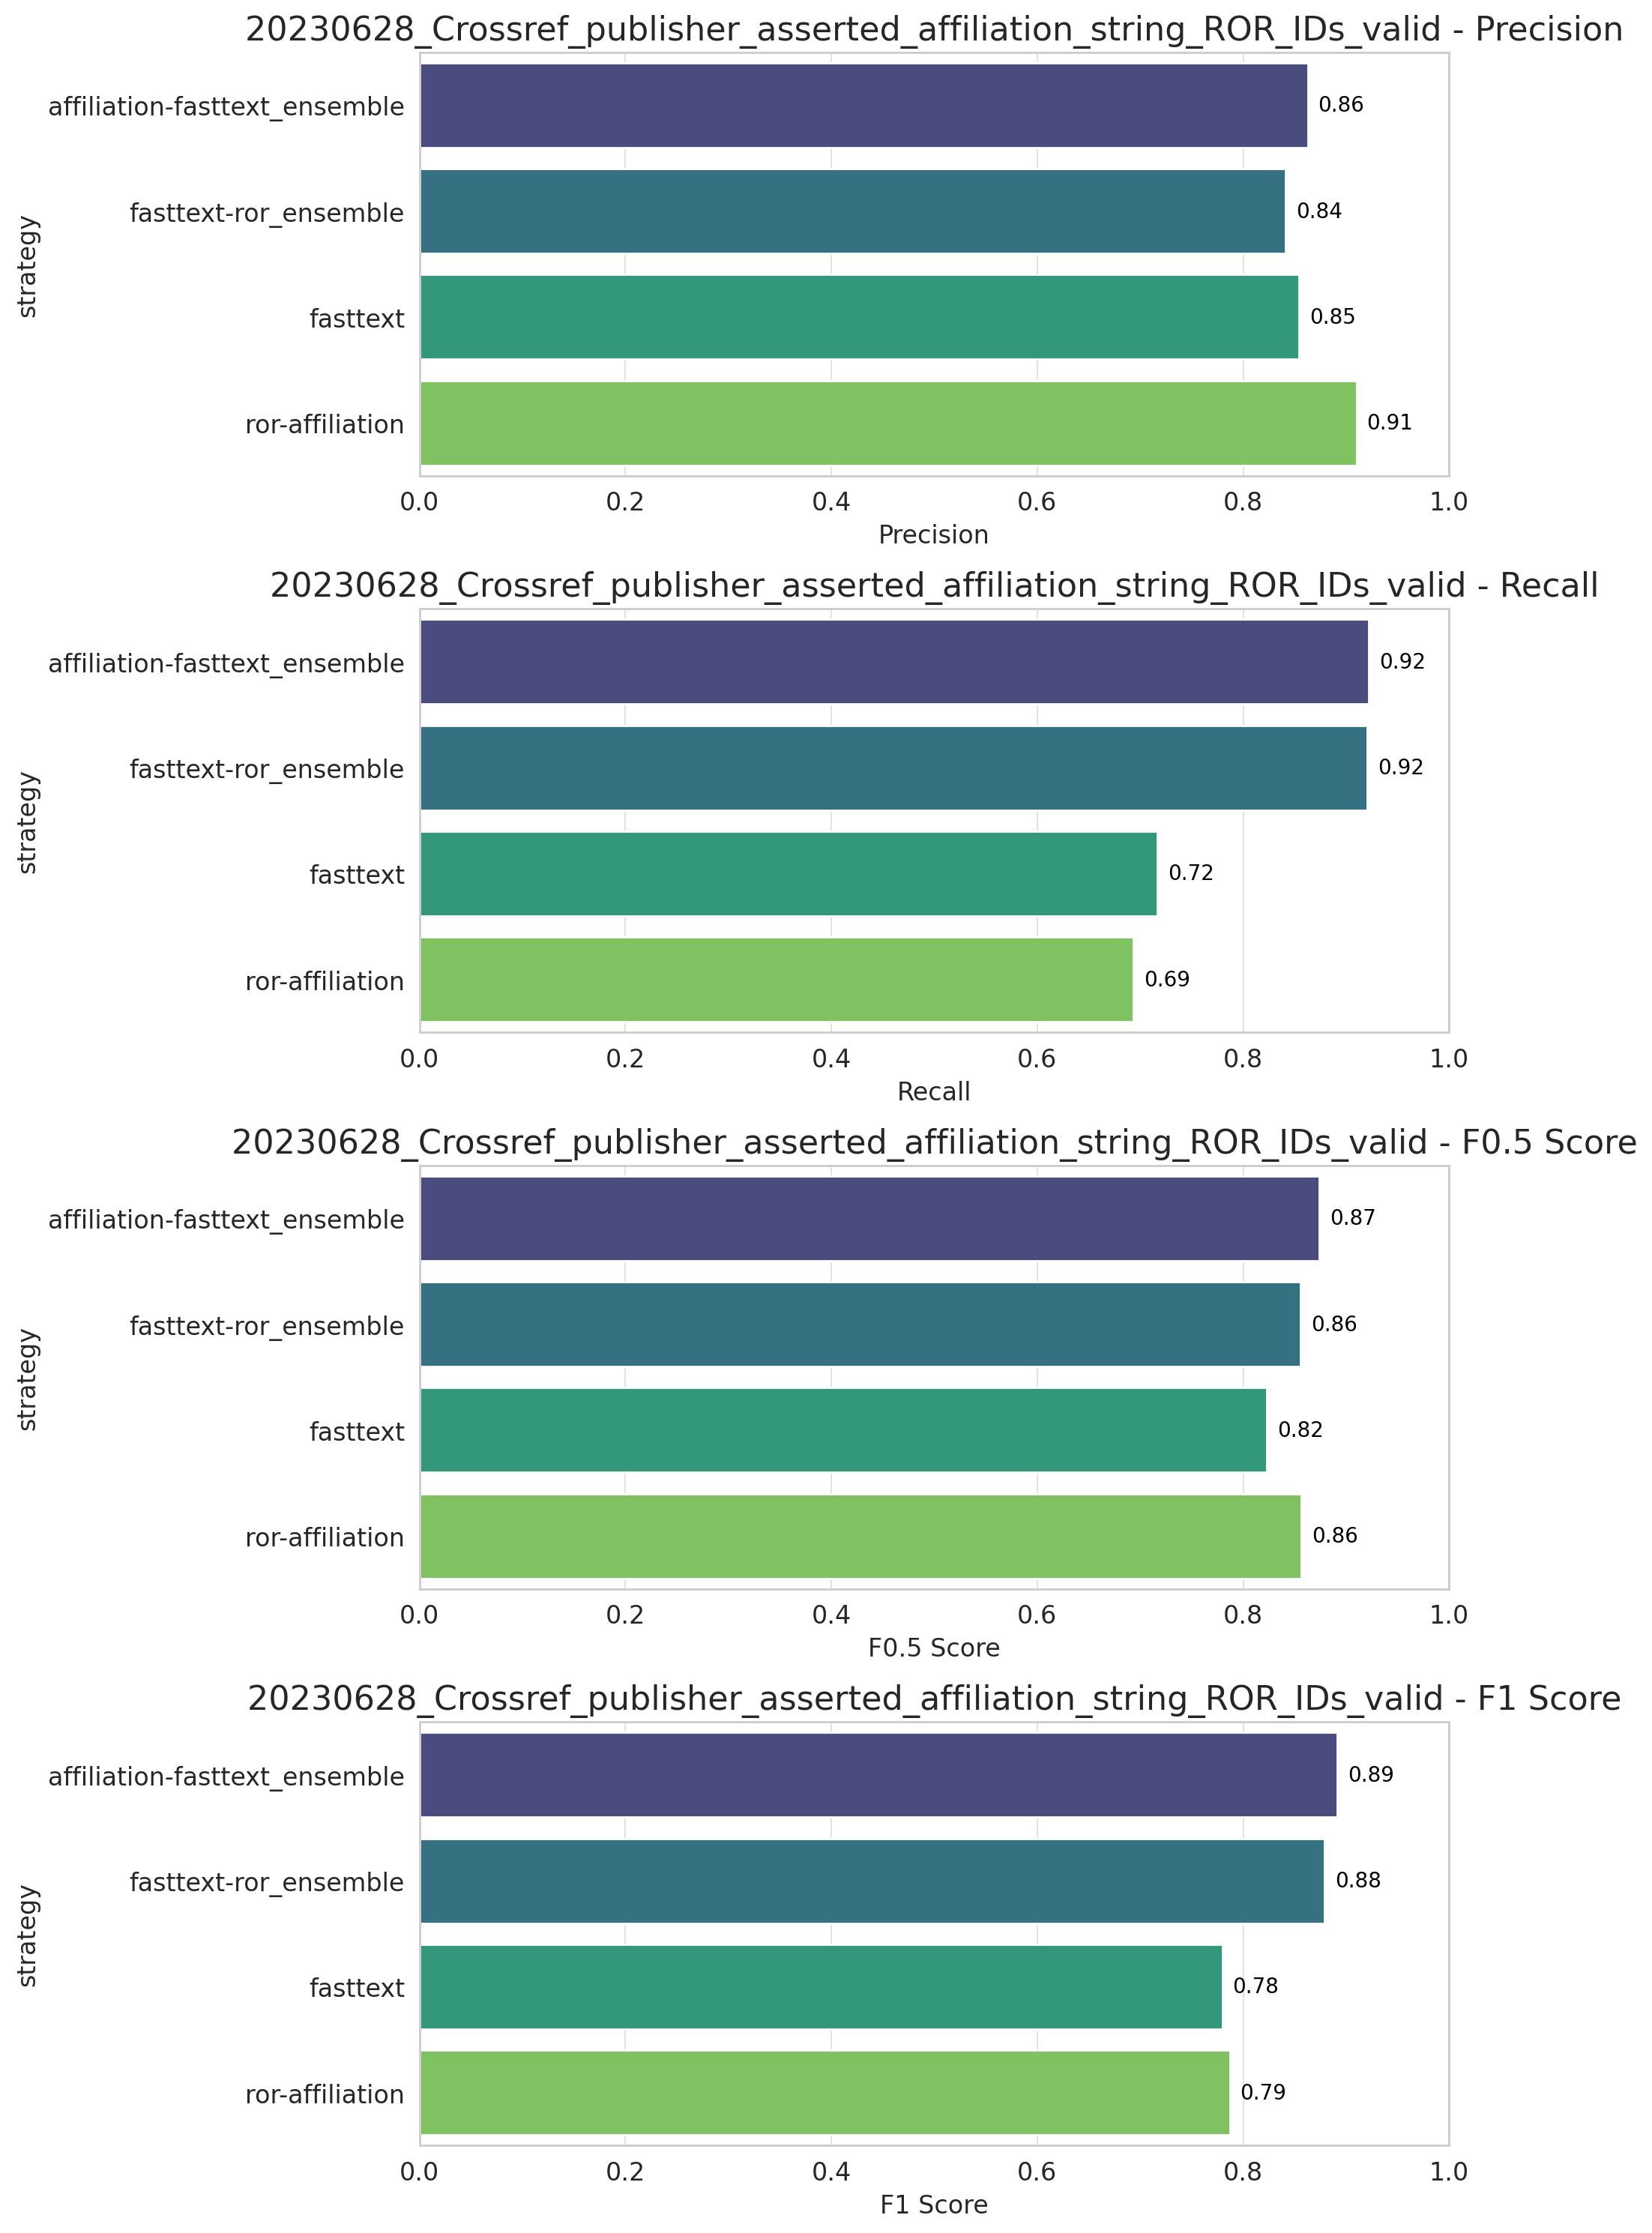 20230628_Crossref_publisher_asserted_affiliation_string_ROR_IDs_valid - Precision
strategy
affiliation-fasttext_ensemble
0.86
fasttext-ror_ensemble
0.84
fasttext
0.85
ror-affiliation
0.91
0.0 0.2 0.4 0.6 0.8 1.0
Precision
20230628_Crossref_publisher_asserted_affiliation_string_ROR_IDs_valid - Recall
strategy
affiliation-fasttext_ensemble
0.92
fasttext-ror_ensemble
0.92
fasttext
0.72
ror-affiliation
0.69
0.0 0.2 0.4 0.6 0.8 1.0
Recall
20230628_Crossref_publisher_asserted_affiliation_string_ROR_IDs_valid - F0.5 Score
strategy
affiliation-fasttext_ensemble
0.87
fasttext-ror_ensemble
0.86
fasttext
0.82
ror-affiliation
0.86
0.0 0.2 0.4 0.6 0.8 1.0
F0.5 Score
20230628_Crossref_publisher_asserted_affiliation_string_ROR_IDs_valid - F1 Score
strategy
affiliation-fasttext_ensemble
0.89
fasttext-ror_ensemble
0.88
fasttext
0.78
ror-affiliation
0.79
0.0 0.2 0.4 0.6 0.8 1.0
F1 Score